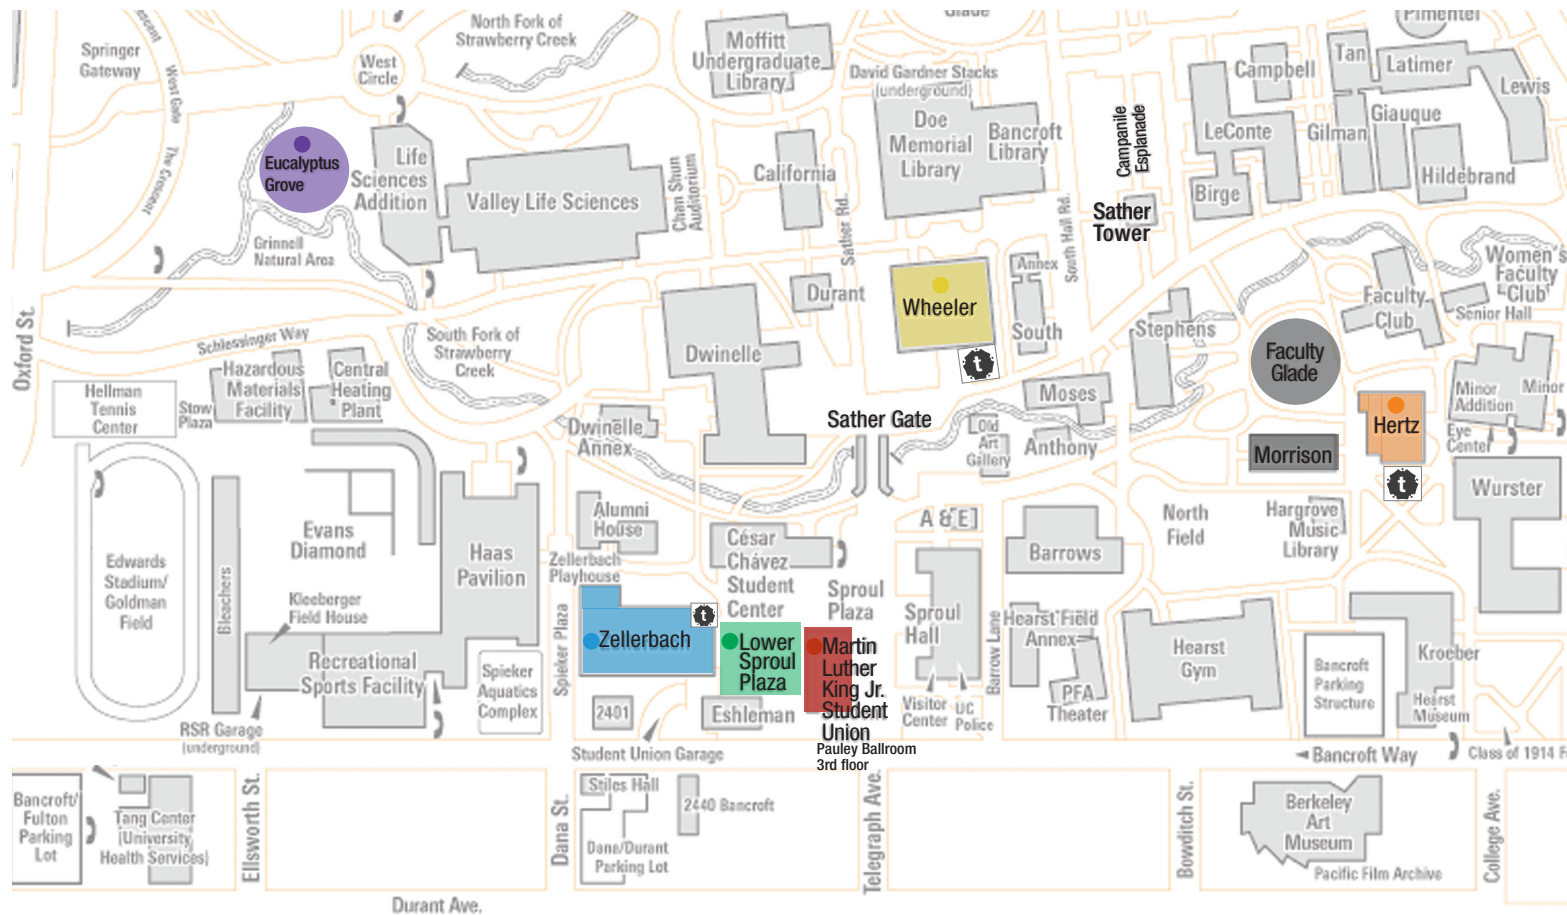 Springer
Gateway
escent
West Gate
The Crescent
West
Circle
North Fork of
Strawberry Creek
Moffitt
Undergraduate
Library
Glade
David Gardner Stacks
(underground)
Doe
Memorial
Library
Bancroft
Library
Campanile
Esplanade
LeConte
Birge
Campbell
Tan
Pimentel
Latimer
Lewis
Gilman
Giauque
Hildebrand
Eucalyptus
Grove
Life
Sciences
Addition
Valley Life Sciences
Chan Shun
Auditorium
California
Sather Rd.
South Hall Rd.
Sather
Tower
Grinnell
Natural Area
Durant
Wheeler
t
Annex
South
Stephens
Faculty
Glade
Faculty
Club
Women's
Faculty
Club
Senior Hall
Oxford St.
Schlessinger Way
South Fork of
Strawberry
Creek
Dwinelle
Hellman
Tennis
Center
Stow
Plaza
Hazardous
Materials
Facility
Central
Heating
Plant
Dwinelle
Annex
Sather Gate
Old
Art
Gallery
Moses
Anthony
Morrison
Hertz
t
Minor
Addition
Minor
Eye
Center
Wurster
Edwards
Stadium/
Goldman
Field
Bleachers
Evans
Diamond
Kleeberger
Field House
Haas
Pavilion
Recreational
Sports Facility
RSR Garage
(underground)
Spieker
Aquatics
Complex
Spieker Plaza
Alumni
House
Zellerbach
Playhouse
Zellerbach
t
César
Chávez
Student
Center
Lower
Sproul
Plaza
Sproul
Plaza
Martin
Luther
King Jr.
Student
Union
Pauley Ballroom
3rd floor
A & E
Sproul
Hall
Visitor
Center
UC
Police
Barrow Lane
Barrows
Hearst Field
Annex
PFA
Theater
North
Field
Hargrove
Music
Library
Hearst
Gym
Bancroft
Parking
Structure
Kroeber
Hearst
Museum
2401
Eshleman
Student Union Garage
Bancroft Way
Class of 1914 F
Bancroft/
Fulton
Parking
Lot
Tang Center
(University
Health Services)
Ellsworth St.
Dana St.
Stiles Hall
2440 Bancroft
Dana/Durant
Parking Lot
Telegraph Ave.
Bowditch St.
Berkeley
Art
Museum
Pacific Film Archive
College Ave.
Durant Ave.